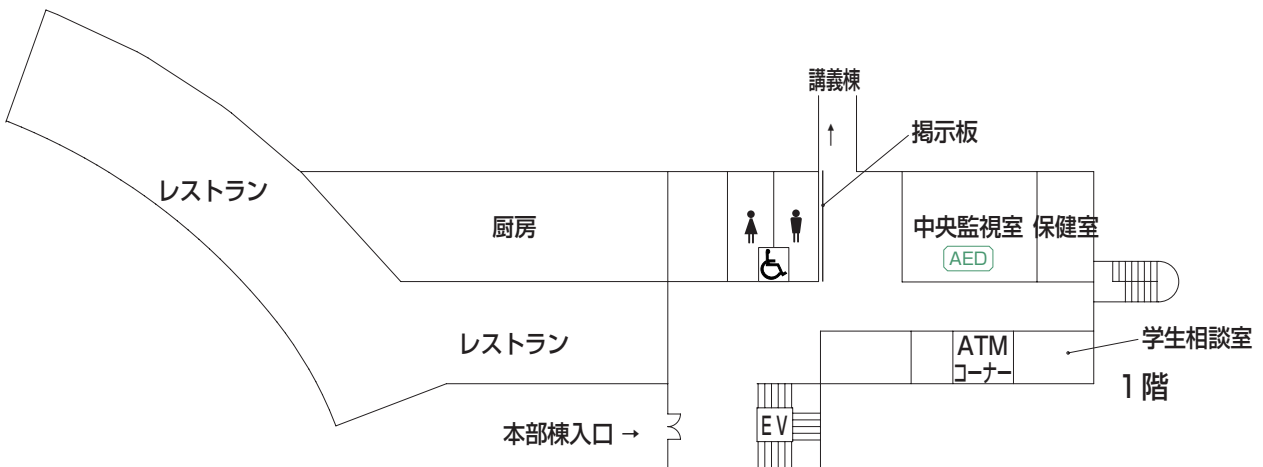 講義棟
↑
掲示板
レストラン
厨房
中央監視室
保健室
AED
レストラン
ATM
コーナー
学生相談室
1階
本部棟入口 →
EV